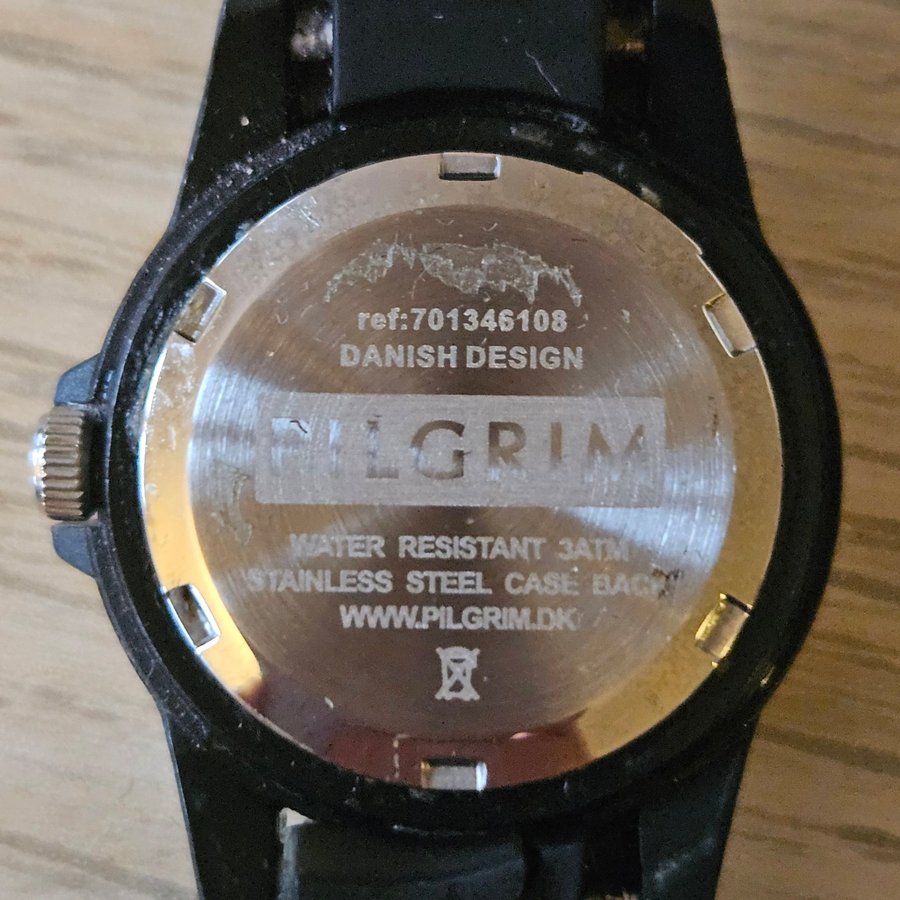 ref:701346108
DANISH DESIGN
PILGRIM
WATER RESISTANT 3ATM
STAINLESS STEEL CASE BACK
WWW.PILGRIM.DK